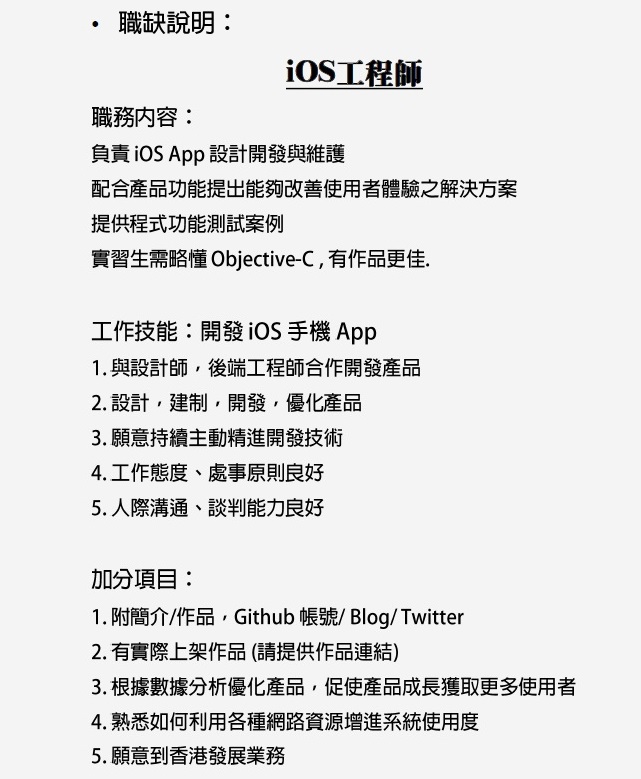 • 職缺說明：
iOS工程師
職務内容：
負責 iOS App 設計開發與維護
配合產品功能提出能夠改善使用者體驗之解決方案
提供程式功能測試案例
實習生需略懂 Objective-C , 有作品更佳.
工作技能：開發 iOS 手機 App
1. 與設計師，後端工程師合作開發產品
2. 設計，建制，開發，優化產品
3. 願意持續主動精進開發技術
4. 工作態度、處事原則良好
5. 人際溝通、談判能力良好
加分項目：
1. 附簡介/作品，Github 帳號/ Blog/ Twitter
2. 有實際上架作品 (請提供作品連結)
3. 根據數據分析優化產品，促使產品成長獲取更多使用者
4. 熟悉如何利用各種網路資源增進系統使用度
5. 願意到香港發展業務